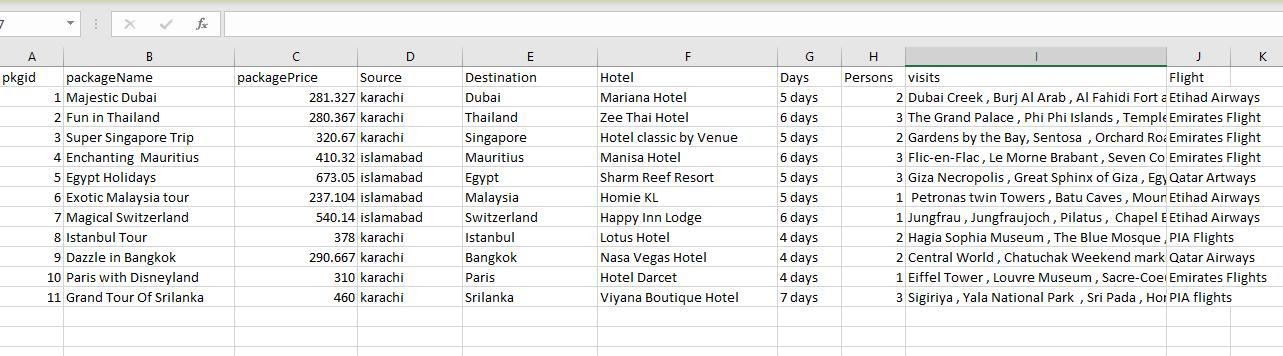 7 fx
A B C D E F G H I J K
pkgid packageName packagePrice Source Destination Hotel Days Persons visits Flight
1 Majestic Dubai 281.327 karachi Dubai Mariana Hotel 5 days 2 Dubai Creek , Burj Al Arab , Al Fahidi Fort a Etihad Airways
2 Fun in Thailand 280.367 karachi Thailand Zee Thai Hotel 6 days 3 The Grand Palace , Phi Phi Islands , Temple Emirates Flight
3 Super Singapore Trip 320.67 karachi Singapore Hotel classic by Venue 5 days 2 Gardens by the Bay, Sentosa , Orchard Roa Emirates Flight
4 Enchanting Mauritius 410.32 islamabad Mauritius Manisa Hotel 6 days 3 Flic-en-Flac , Le Morne Brabant , Seven Co Emirates Flight
5 Egypt Holidays 673.05 islamabad Egypt Sharm Reef Resort 5 days 3 Giza Necropolis , Great Sphinx of Giza , Egy Qatar Artways
6 Exotic Malaysia tour 237.104 islamabad Malaysia Homie KL 5 days 1 Petronas twin Towers , Batu Caves , Moun Etihad Airways
7 Magical Switzerland 540.14 islamabad Switzerland Happy Inn Lodge 6 days 1 Jungfrau , Jungfraujoch , Pilatus , Chapel B Etihad Airways
8 Istanbul Tour 378 karachi Istanbul Lotus Hotel 4 days 2 Hagia Sophia Museum , The Blue Mosque , PIA Flights
9 Dazzle in Bangkok 290.667 karachi Bangkok Nasa Vegas Hotel 4 days 2 Central World , Chatuchak Weekend mark Qatar Airways
10 Paris with Disneyland 310 karachi Paris Hotel Darcet 4 days 1 Eiffel Tower , Louvre Museum , Sacre-Coeu Emirates Flights
11 Grand Tour Of Srilanka 460 karachi Srilanka Viyana Boutique Hotel 7 days 3 Sigiriya , Yala National Park , Sri Pada , Hor PIA flights